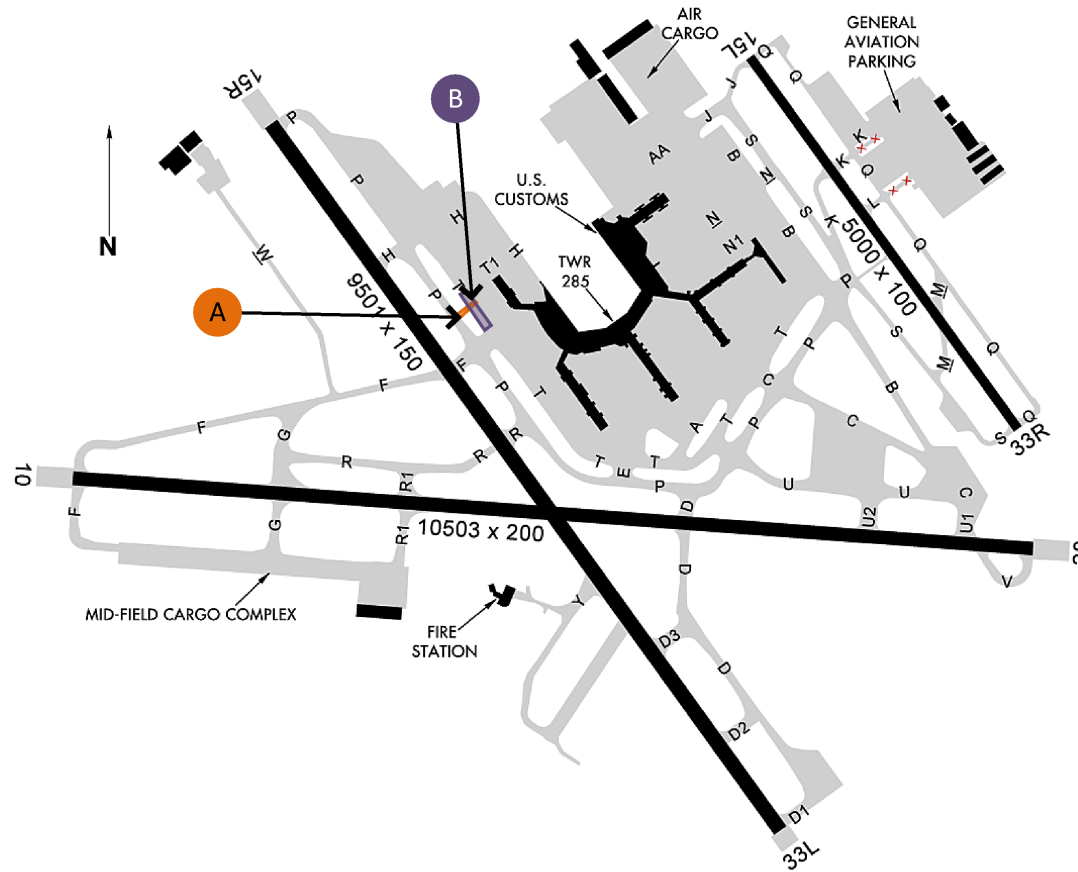 AIR
CARGO
GENERAL
AVIATION
PARKING
15L
Q
Q
15R
B
J
J
P
S
K
K
AA
B
N
Q
P
U.S.
CUSTOMS
L
S
H
N
K
5000 x 100
N
B
Q
H
N1
W
H
TWR
285
T1
T
P
M
9501 x 150
P
A
T
S
Q
P
M
F
F
C
P
T
B
A
T
P
C
S
Q
33R
F
G
R
R
R
T
E
T
10
R1
P
U
U
C
F
G
R1
10503 x 200
D
U2
U1
D
V
MID-FIELD CARGO COMPLEX
FIRE
STATION
Y
D3
D
D2
D1
33L